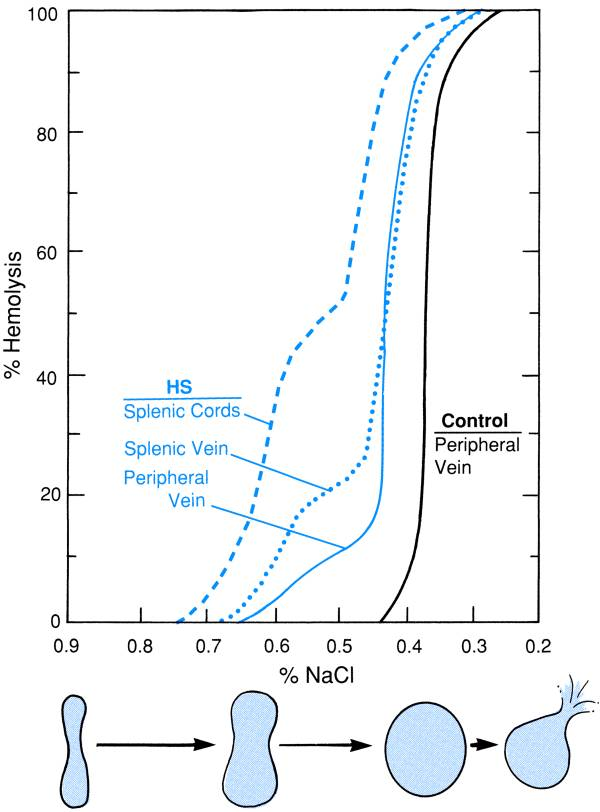 100
80
60
40
20
0
% Hemolysis
HS
Splenic Cords
Splenic Vein
Peripheral
Vein
Control
Peripheral
Vein
0.9 0.8 0.7 0.6 0.5 0.4 0.3 0.2
% NaCl